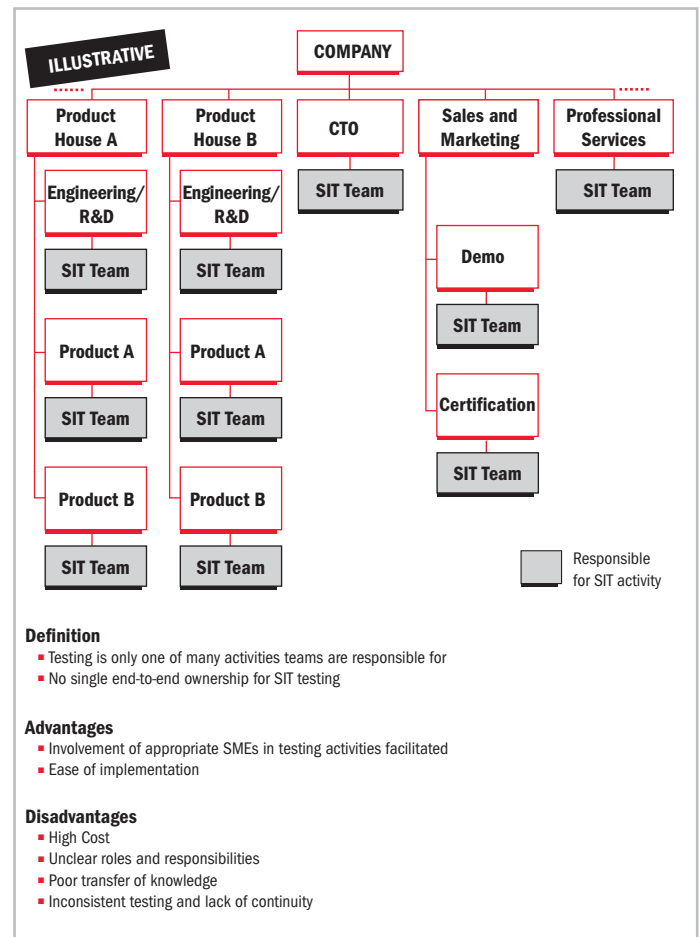 ILLUSTRATIVE
COMPANY
Product
House A
Product
House B
CTO
Sales and
Marketing
Professional
Services
Engineering/
R&D
Engineering/
R&D
SIT Team
SIT Team
SIT Team
SIT Team
Demo
SIT Team
Product A
Product A
SIT Team
SIT Team
Certification
SIT Team
Product B
Product B
SIT Team
SIT Team
Responsible
for SIT activity
Definition
▪ Testing is only one of many activities teams are responsible for
▪ No single end-to-end ownership for SIT testing
Advantages
▪ Involvement of appropriate SMEs in testing activities facilitated
▪ Ease of implementation
Disadvantages
▪ High Cost
▪ Unclear roles and responsibilities
▪ Poor transfer of knowledge
▪ Inconsistent testing and lack of continuity